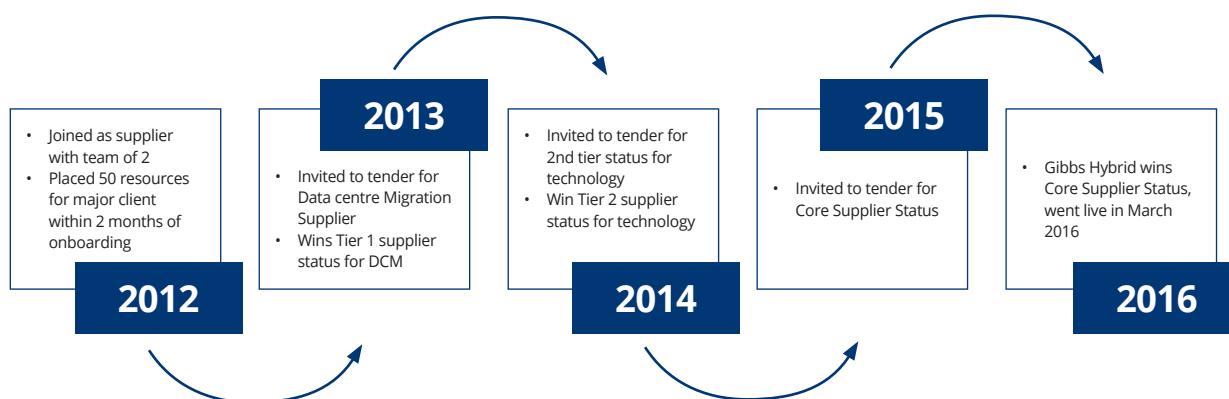 2012
• Joined as supplier
with team of 2
• Placed 50 resources
for major client
within 2 months of
onboarding
2013
• Invited to tender for
Data centre Migration
Supplier
• Wins Tier 1 supplier
status for DCM
2014
• Invited to tender for
2nd tier status for
technology
• Win Tier 2 supplier
status for technology
2015
• Invited to tender for
Core Supplier Status
2016
• Gibbs Hybrid wins
Core Supplier Status,
went live in March
2016